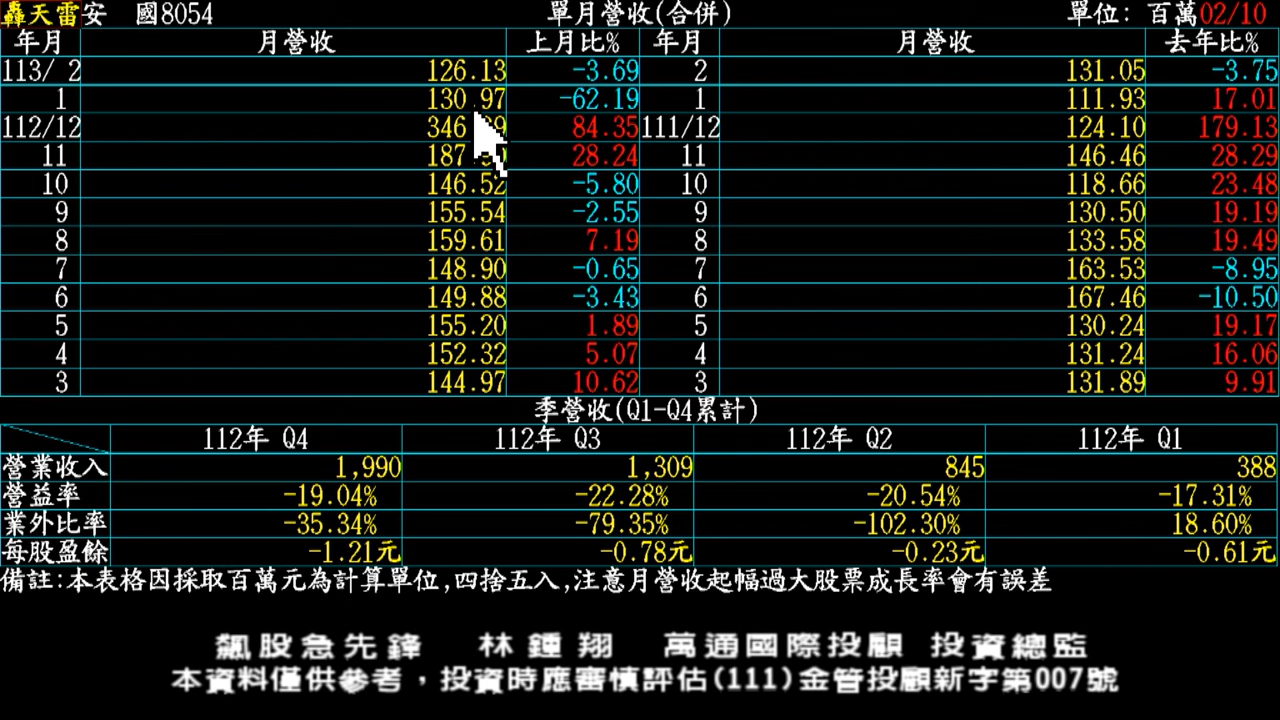 轟天雷安 國8054 單月營收(合併) 單位: 百萬02/10
年月 月營收 上月比% 年月 月營收 去年比%
113/ 2 126.13 -3.69 2 131.05 -3.75
1 130.97 -62.19 1 111.93 17.01
112/12 346 84.35 111/12 124.10 179.13
11 187 28.24 11 146.46 28.29
10 146.52 -5.80 10 118.66 23.48
9 155.54 -2.55 9 130.50 19.19
8 159.61 7.19 8 133.58 19.49
7 148.90 -0.65 7 163.53 -8.95
6 149.88 -3.43 6 167.46 -10.50
5 155.20 1.89 5 130.24 19.17
4 152.32 5.07 4 131.24 16.06
3 144.97 10.62 3 131.89 9.91
季營收(Q1-Q4累計)
112年 Q4 112年 Q3 112年 Q2 112年 Q1
營業收入 1,990 1,309 845 388
營益率 -19.04% -22.28% -20.54% -17.31%
業外比率 -35.34% -79.35% -102.30% 18.60%
每股盈餘 -1.21元 -0.78元 -0.23元 -0.61元
備註:本表格因採取百萬元為計算單位,四捨五入,注意月營收起幅過大股票成長率會有誤差
飆股急先鋒 林鍾翔 萬通國際投顧 投資總監
本資料僅供參考，投資時應審慎評估(111)金管投顧新字第007號